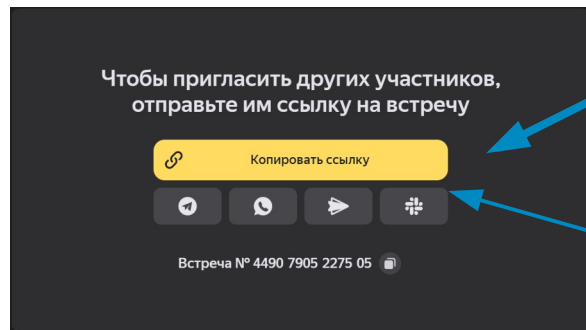 Чтобы пригласить других участников,
отправьте им ссылку на встречу
Копировать ссылку
Встреча № 4490 7905 2275 05